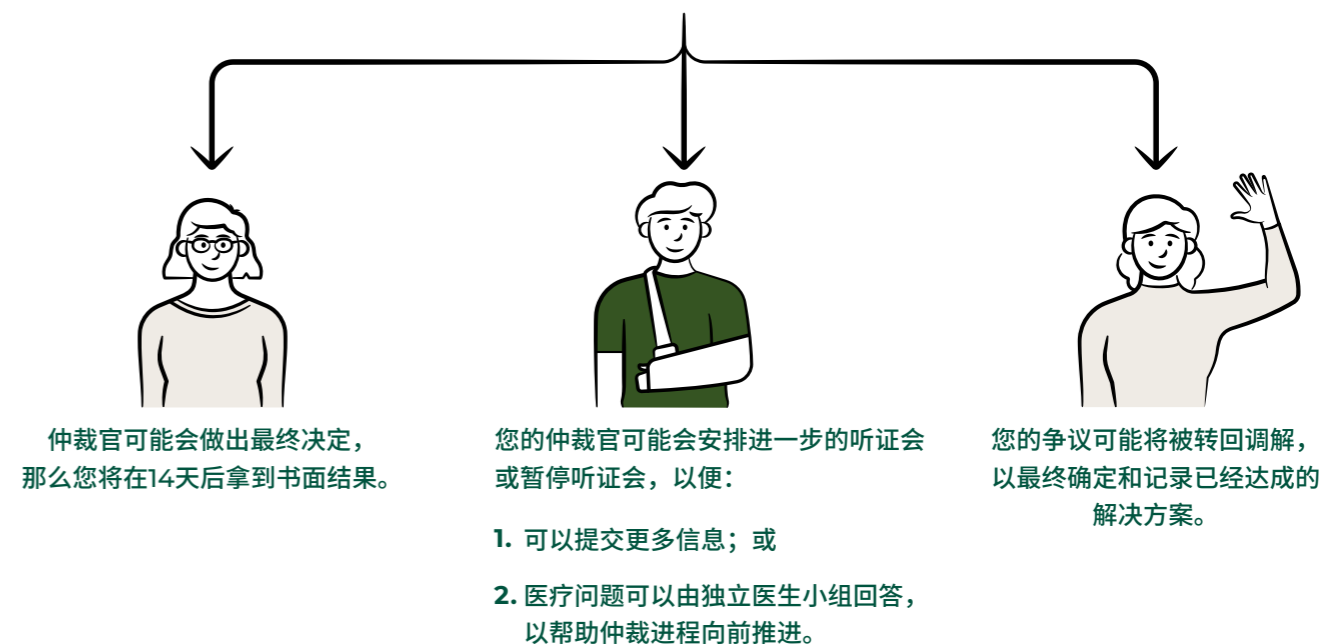 仲裁官可能会做出最终决定，
那么您将在14天后拿到书面结果。
您的仲裁官可能会安排进一步的听证会
或暂停听证会，以便：
1. 可以提交更多信息；或
2. 医疗问题可以由独立医生小组回答，
以帮助仲裁进程向前推进。
您的争议可能将被转回调解，
以最终确定和记录已经达成的
解决方案。